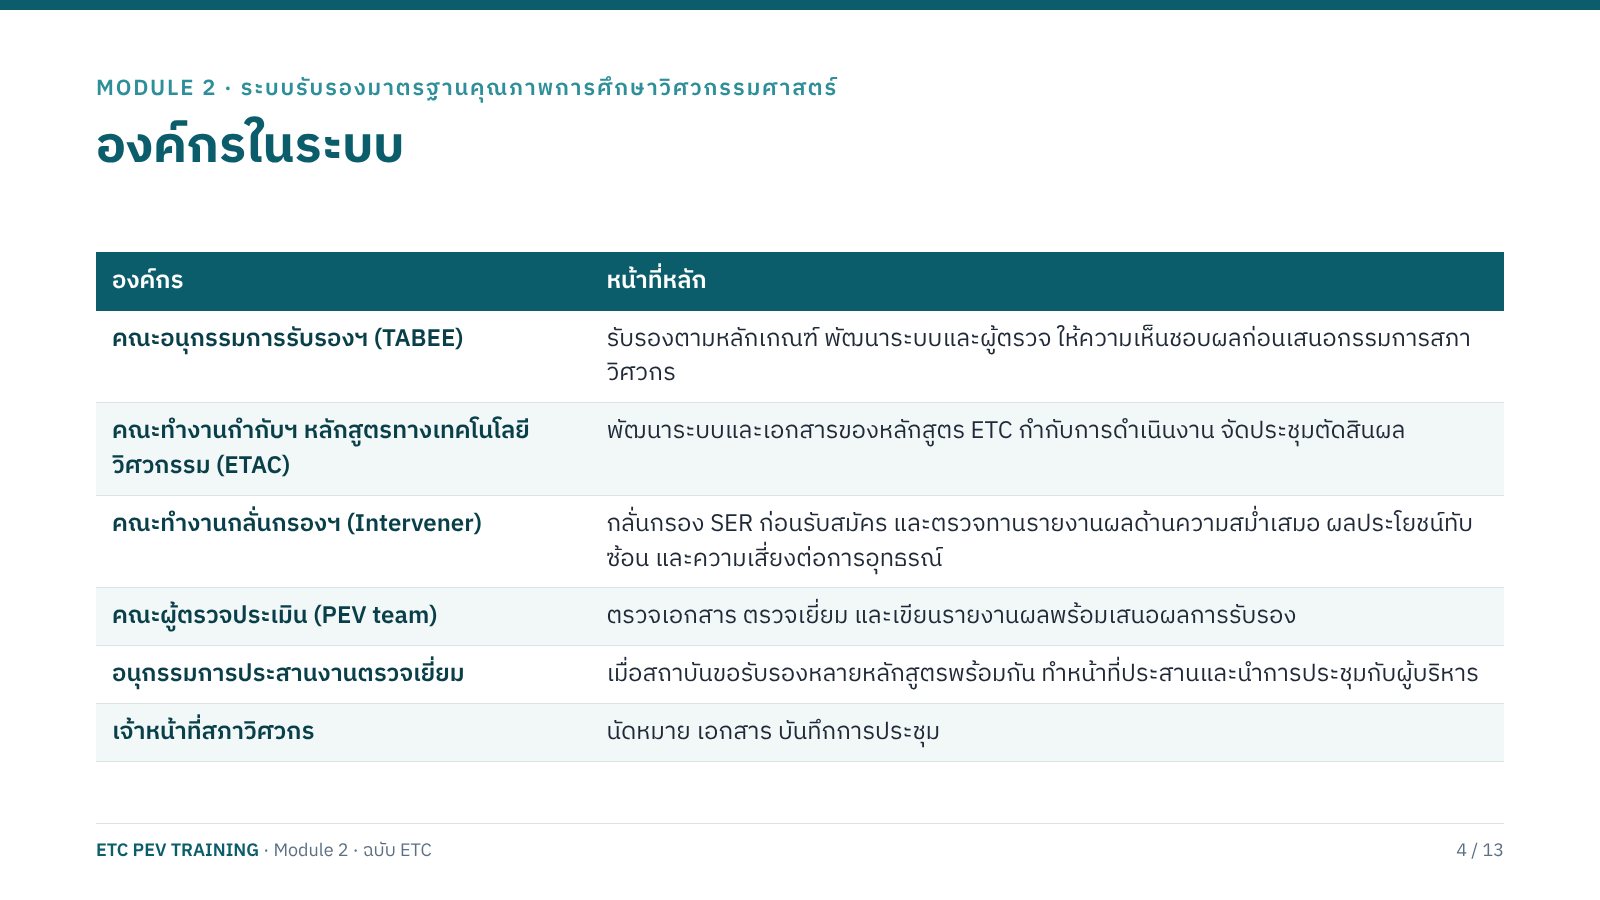 MODULE 2 · ระบบรับรองมาตรฐานคุณภาพการศึกษาวิศวกรรมศาสตร์
องค์กรในระบบ
องค์กร
หน้าที่หลัก
คณะอนุกรรมการรับรองฯ (TABEE)
รับรองตามหลักเกณฑ์ พัฒนาระบบและผู้ตรวจ ให้ความเห็นชอบผลก่อนเสนอกรรมการสภา
วิศวกร
คณะทำงานกำกับฯ หลักสูตรทางเทคโนโลยี
วิศวกรรม (ETAC)
พัฒนาระบบและเอกสารของหลักสูตร ETC กำกับการดำเนินงาน จัดประชุมตัดสินผล
คณะทำงานกลั่นกรองฯ (Intervener)
กลั่นกรอง SER ก่อนรับสมัคร และตรวจทานรายงานผลด้านความสม่ำเสมอ ผลประโยชน์ทับ
ซ้อน และความเสี่ยงต่อการอุทธรณ์
คณะผู้ตรวจประเมิน (PEV team)
ตรวจเอกสาร ตรวจเยี่ยม และเขียนรายงานผลพร้อมเสนอผลการรับรอง
อนุกรรมการประสานงานตรวจเยี่ยม
เมื่อสถาบันขอรับรองหลายหลักสูตรพร้อมกัน ทำหน้าที่ประสานและนำการประชุมกับผู้บริหาร
เจ้าหน้าที่สภาวิศวกร
นัดหมาย เอกสาร บันทึกการประชุม
ETC PEV TRAINING · Module 2 · ฉบับ ETC
4 / 13